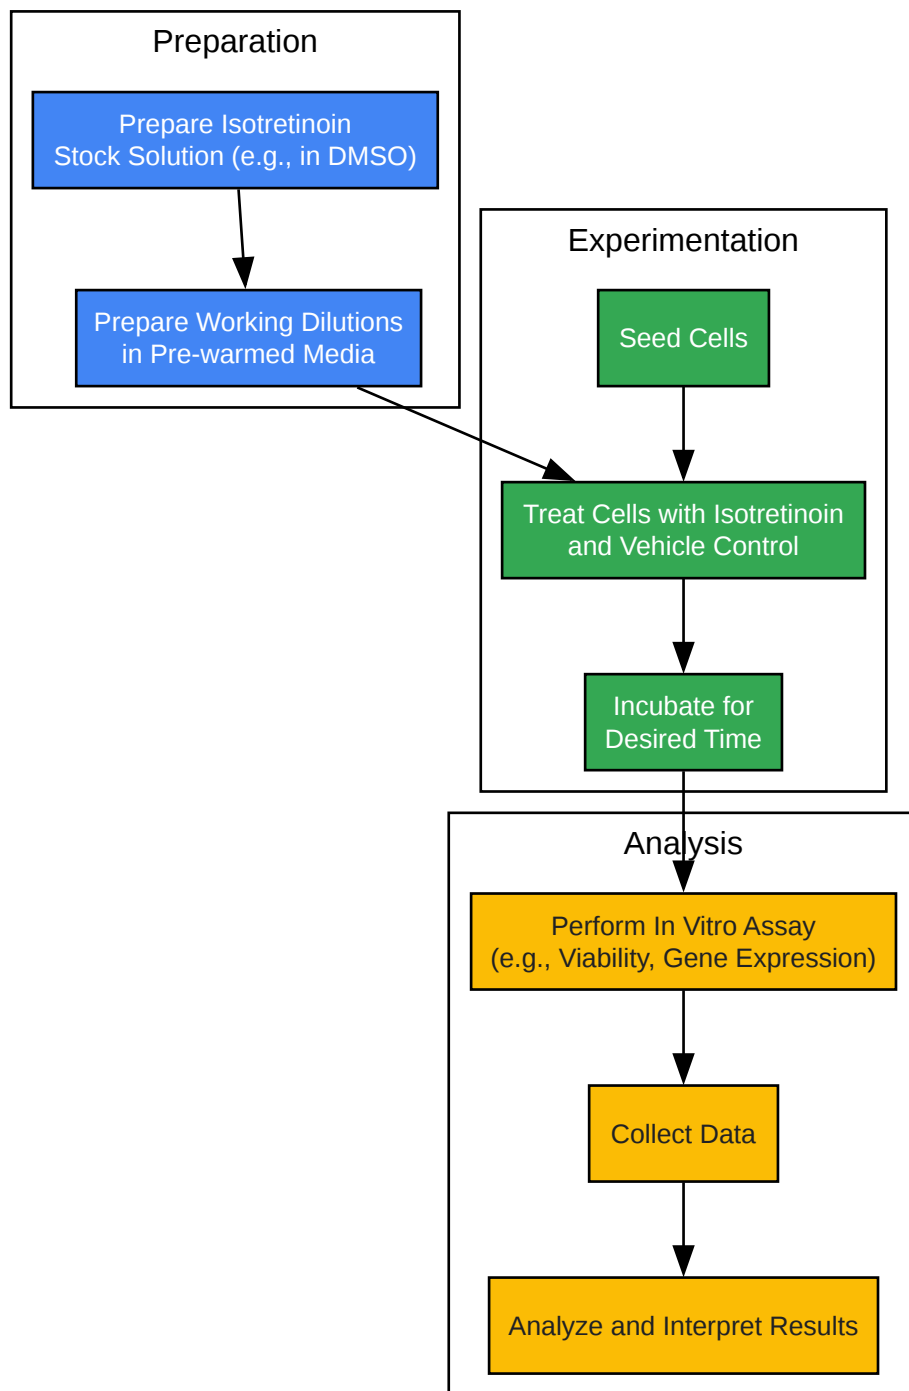 Preparation
Prepare Isotretinoin
Stock Solution (e.g., in DMSO)
Prepare Working Dilutions
in Pre-warmed Media
Experimentation
Seed Cells
Treat Cells with Isotretinoin
and Vehicle Control
Incubate for
Desired Time
Analysis
Perform In Vitro Assay
(e.g., Viability, Gene Expression)
Collect Data
Analyze and Interpret Results